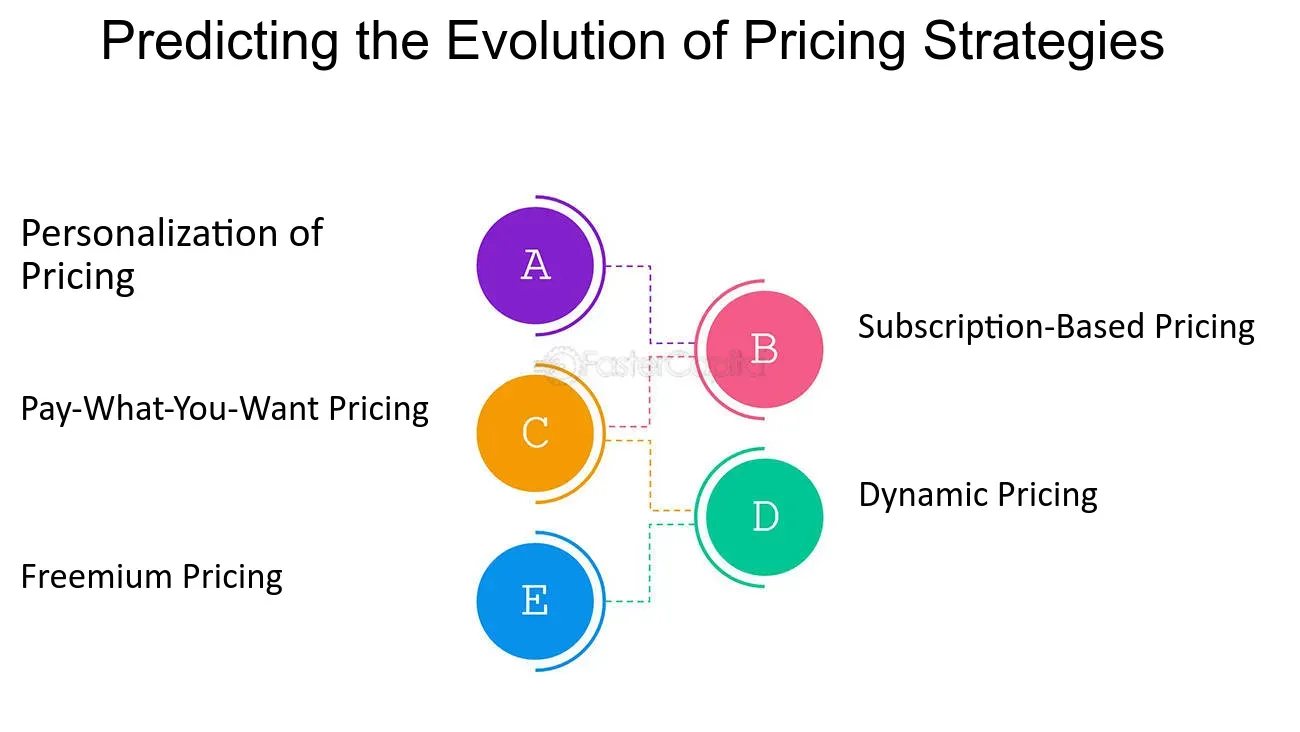 Predicting the Evolution of Pricing Strategies
Personalization of
Pricing
A
B
Subscription-Based Pricing
FasterCapital
Pay-What-You-Want Pricing
C
D
Dynamic Pricing
Freemium Pricing
E